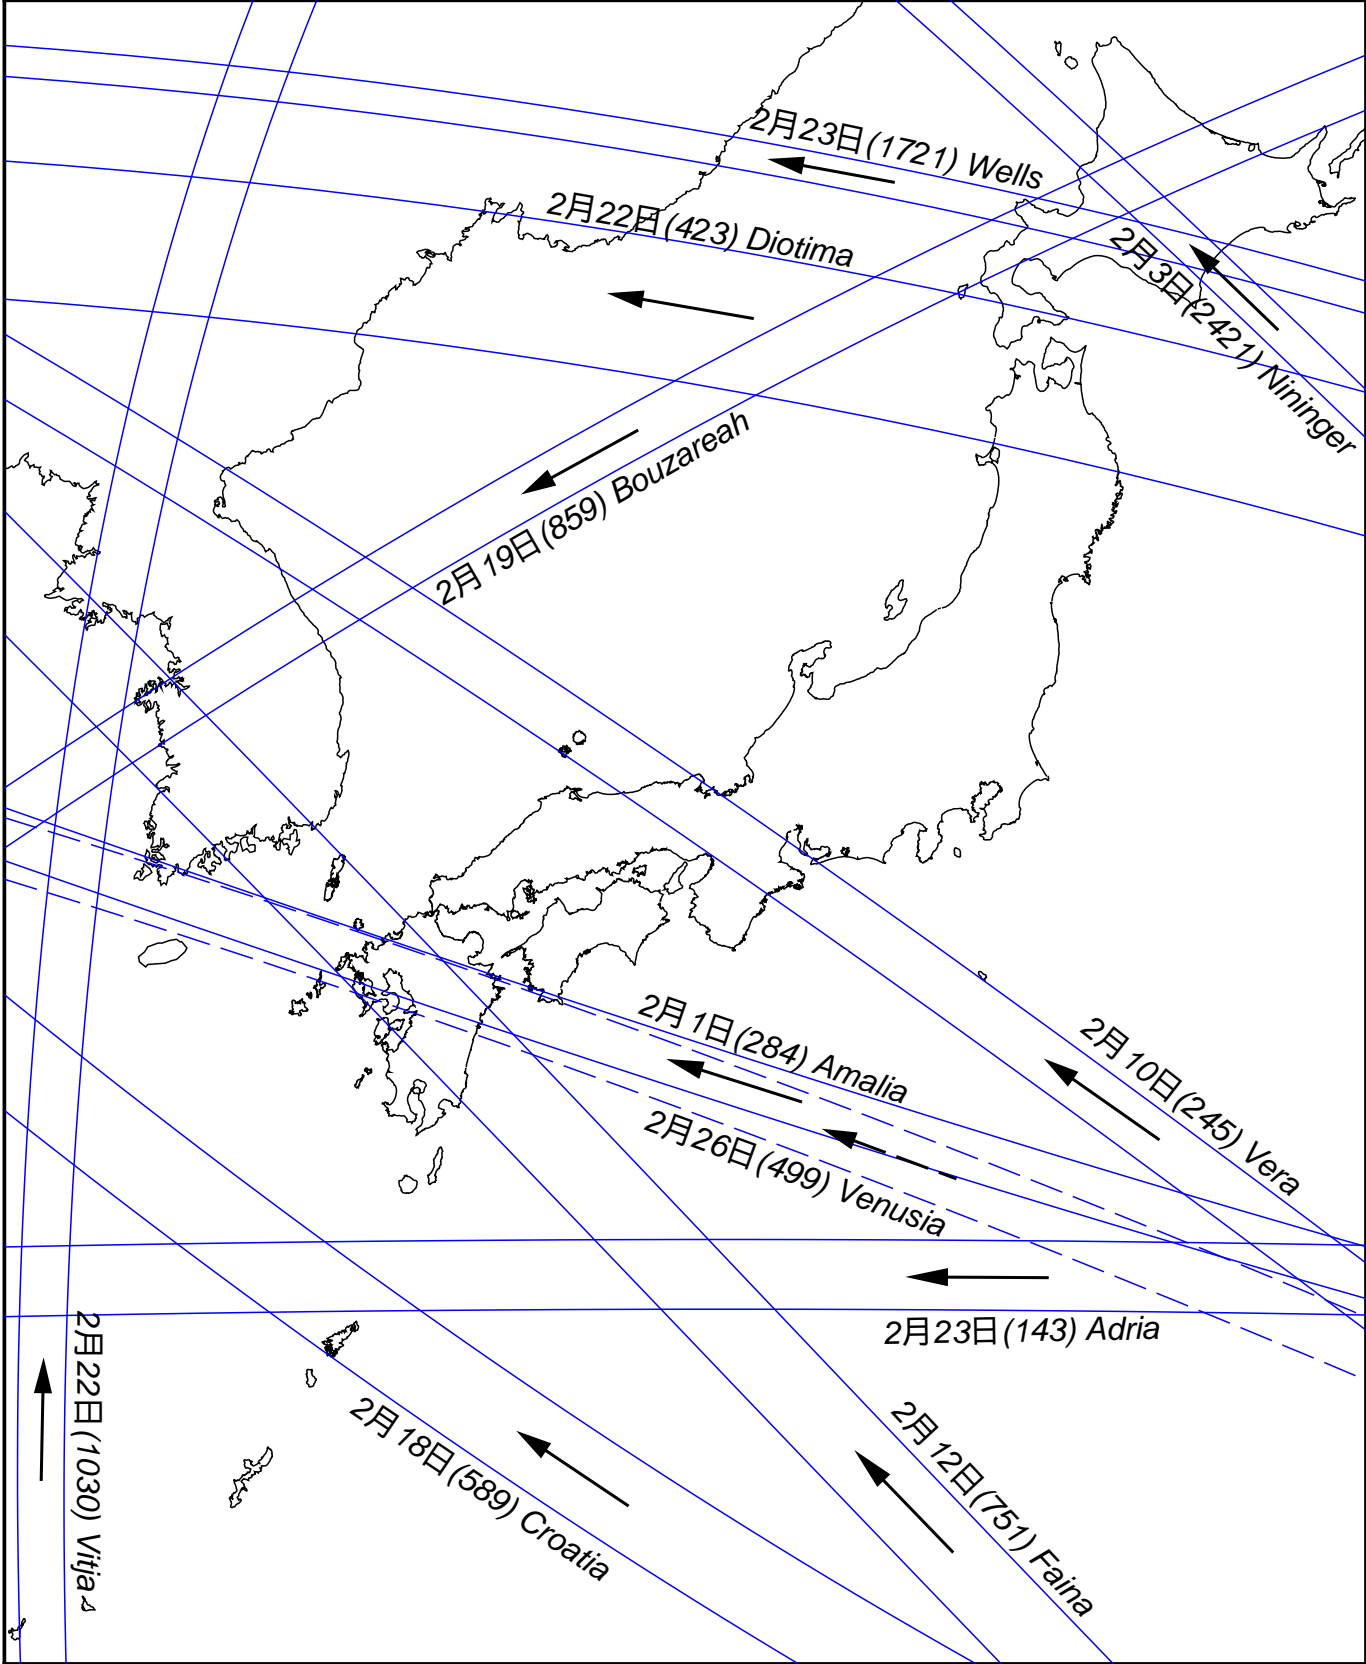 2月23日(1721) Wells
2月22日(423) Diotima
2月3日(2421) Nininger
2月19日(859) Bouzareah
2月1日(284) Amalia
2月10日(245) Vera
2月26日(499) Venusia
2月23日(143) Adria
2月22日(1030) Vitja
2月18日(589) Croatia
2月12日(751) Faina